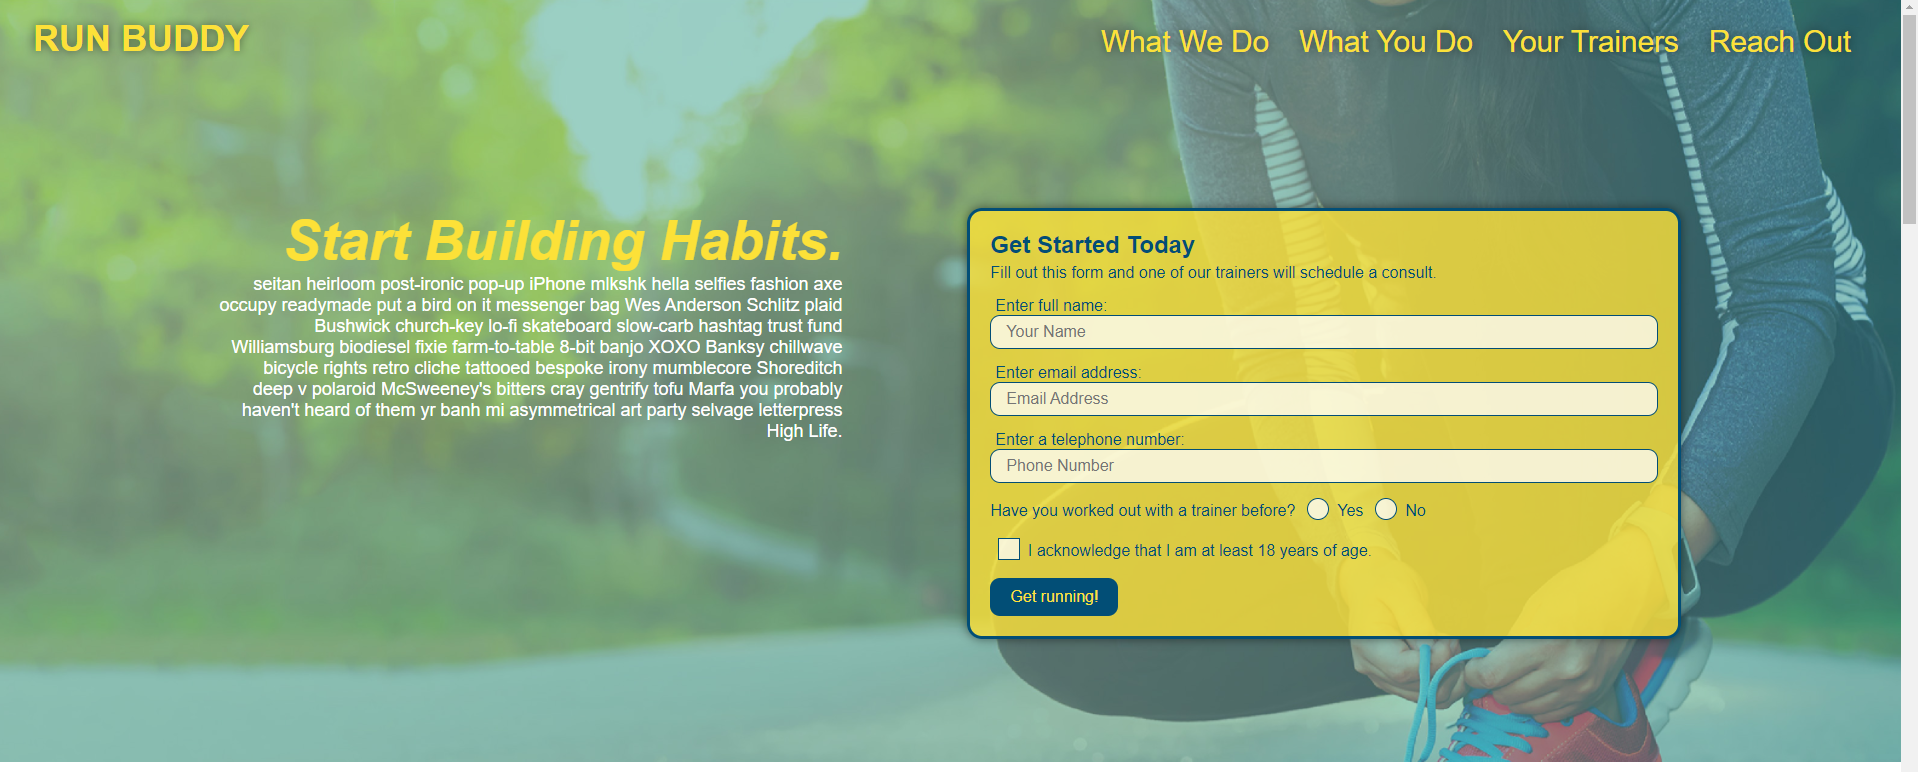 RUN BUDDY
What We Do What You Do Your Trainers Reach Out
Start Building Habits.
seitan heirloom post-ironic pop-up iPhone mlkshk hella selfies fashion axe
occupy readymade put a bird on it messenger bag Wes Anderson Schlitz plaid
Bushwick church-key lo-fi skateboard slow-carb hashtag trust fund
Williamsburg biodiesel fixie farm-to-table 8-bit banjo XOXO Banksy chillwave
bicycle rights retro cliche tattooed bespoke irony mumblecore Shoreditch
deep v polaroid McSweeney's bitters cray gentrify tofu Marfa you probably
haven't heard of them yr banh mi asymmetrical art party selvage letterpress
High Life.
Get Started Today
Fill out this form and one of our trainers will schedule a consult.
Enter full name:
Your Name
Enter email address:
Email Address
Enter a telephone number:
Phone Number
Have you worked out with a trainer before? Yes No
I acknowledge that I am at least 18 years of age.
Get running!